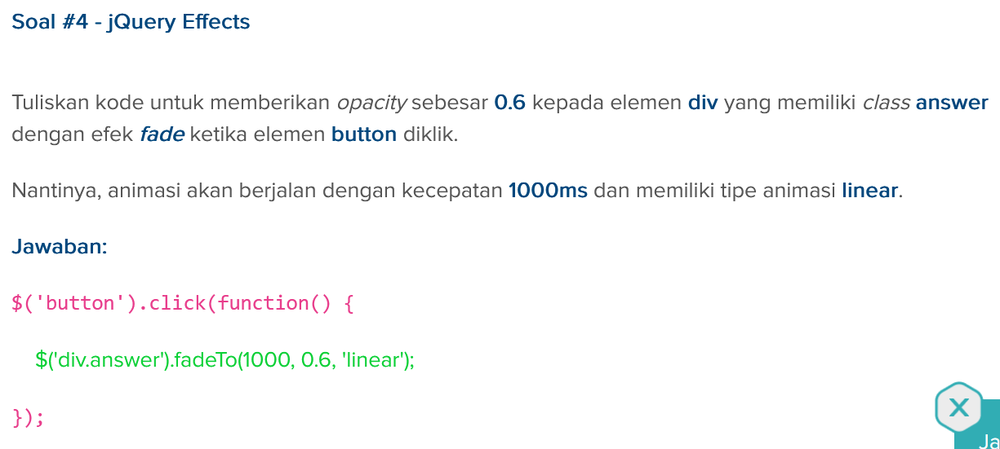 Soal #4 - jQuery Effects
Tuliskan kode untuk memberikan opacity sebesar 0.6 kepada elemen div yang memiliki class answer
dengan efek fade ketika elemen button diklik.
Nantinya, animasi akan berjalan dengan kecepatan 1000ms dan memiliki tipe animasi linear.
Jawaban:
$('button').click(function() {
$('div.answer').fadeTo(1000, 0.6, 'linear');
});
X